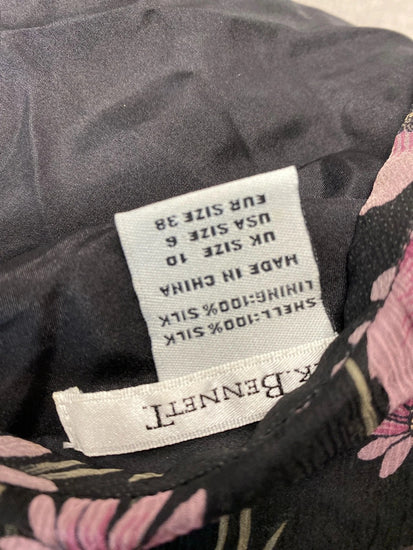 SHELL:100% SILK
LINING:100% SILK
MADE IN CHINA
UK SIZE 10
USA SIZE 6
EUR SIZE 38
K.BENNETT